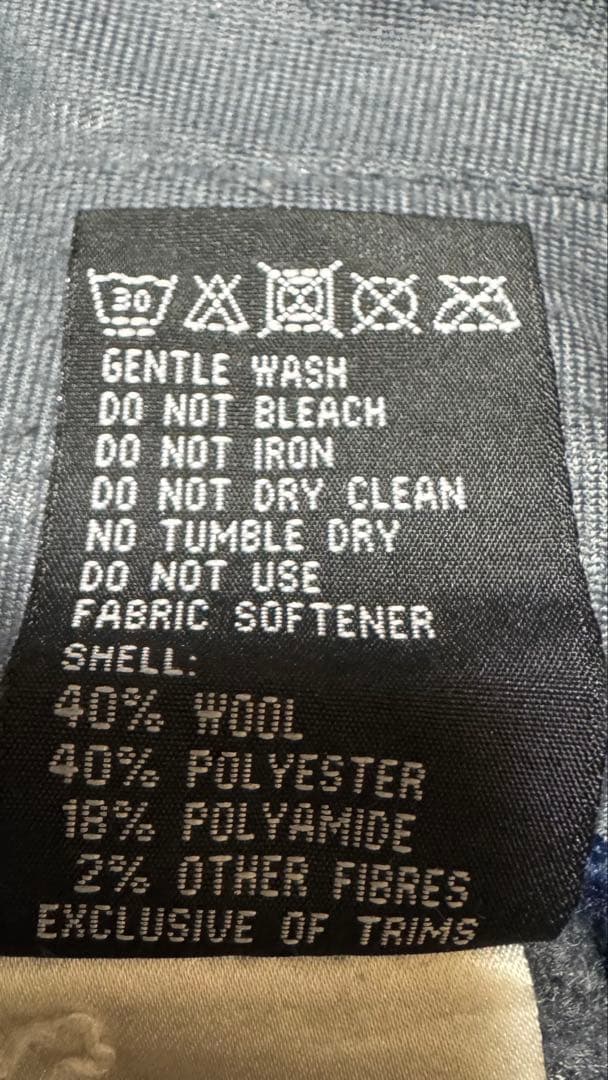 30
GENTLE WASH
DO NOT BLEACH
DO NOT IRON
DO NOT DRY CLEAN
NO TUMBLE DRY
DO NOT USE
FABRIC SOFTENER
SHELL:
40% WOOL
40% POLYESTER
18% POLYAMIDE
2% OTHER FIBRES
EXCLUSIVE OF TRIMS